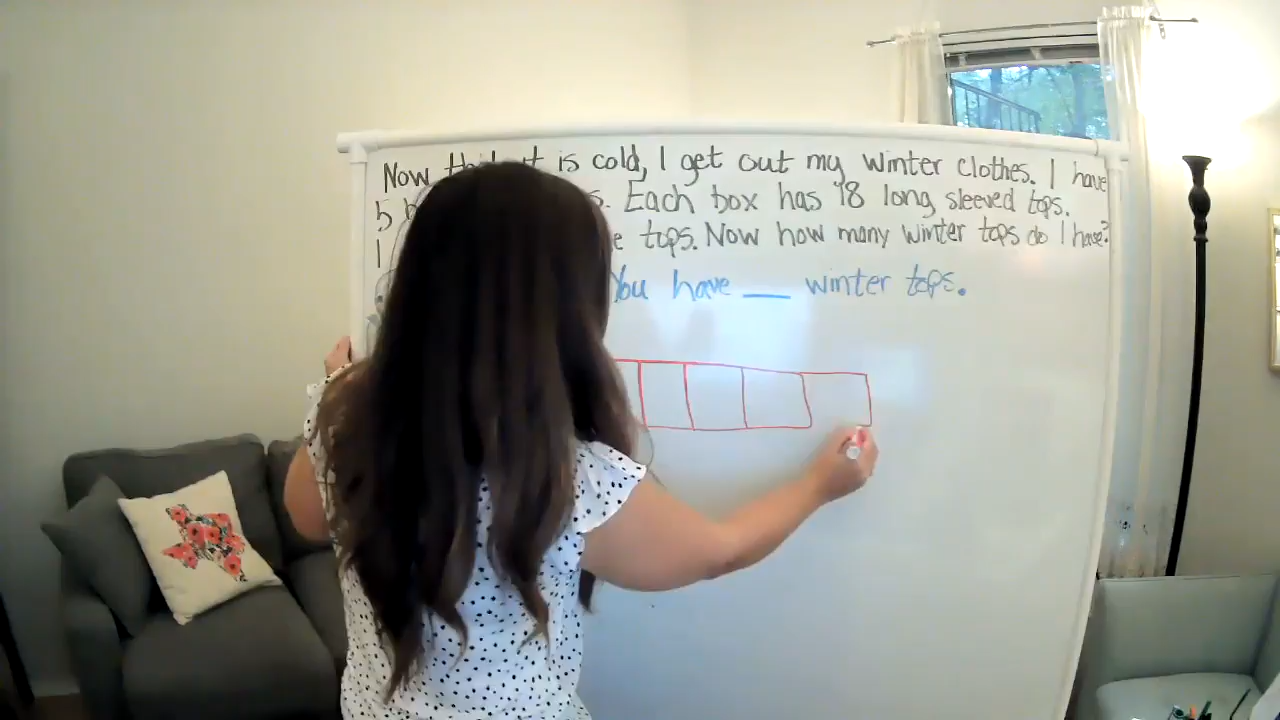 Now it is cold, I get out my winter clothes. I have
5 Each box has 18 long sleeved tops.
1 tops. Now how many winter tops do I have?
You have ___ winter tops.